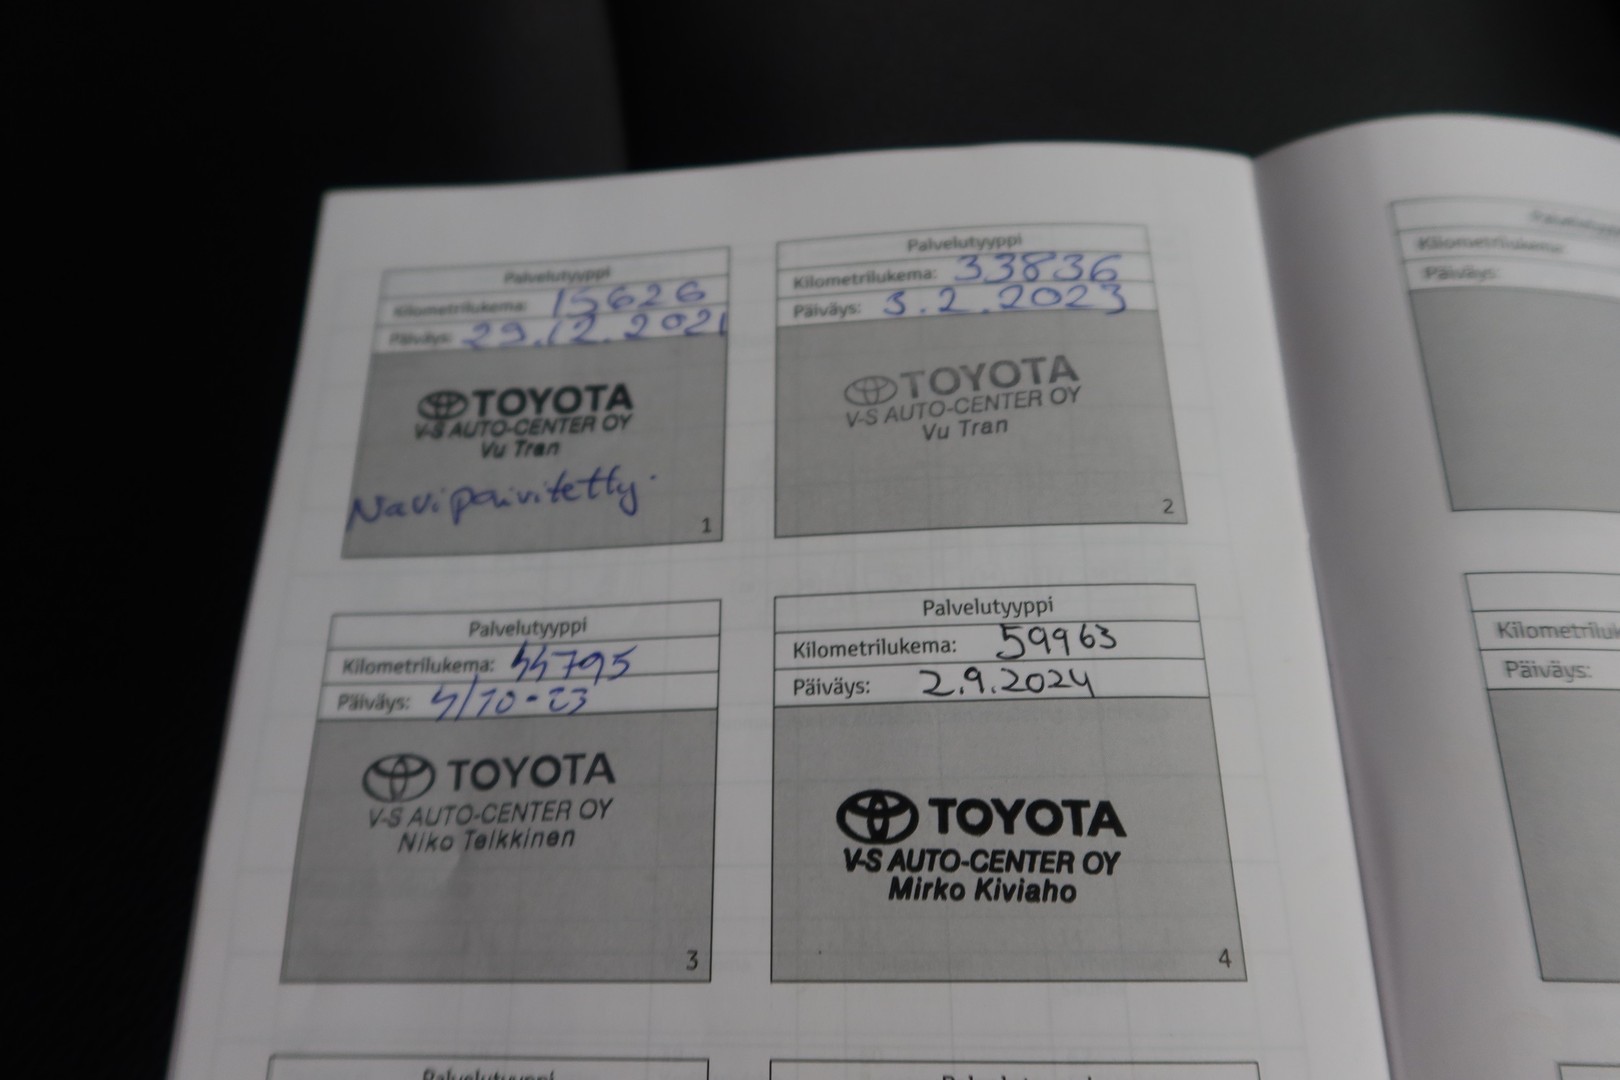 Palvelutyyppi
Kilometrilukema: 15626
Päiväys: 29.12.2021
TOYOTA
V-S AUTO-CENTER OY
Vu Tran
Navi päivitetty.
1
Palvelutyyppi
Kilometrilukema: 33836
Päiväys: 3.2.2023
TOYOTA
V-S AUTO-CENTER OY
Vu Tran
2
Palvelutyyppi
Kilometrilukema: 44795
Päiväys: 4/10-23
TOYOTA
V-S AUTO-CENTER OY
Niko Teikkinen
3
Palvelutyyppi
Kilometrilukema: 59963
Päiväys: 2.9.2024
TOYOTA
V-S AUTO-CENTER OY
Mirko Kiviaho
4
Palvelutyyppi
Palvelutyyppi
Kilometrilukema:
Päiväys:
Päiväys: